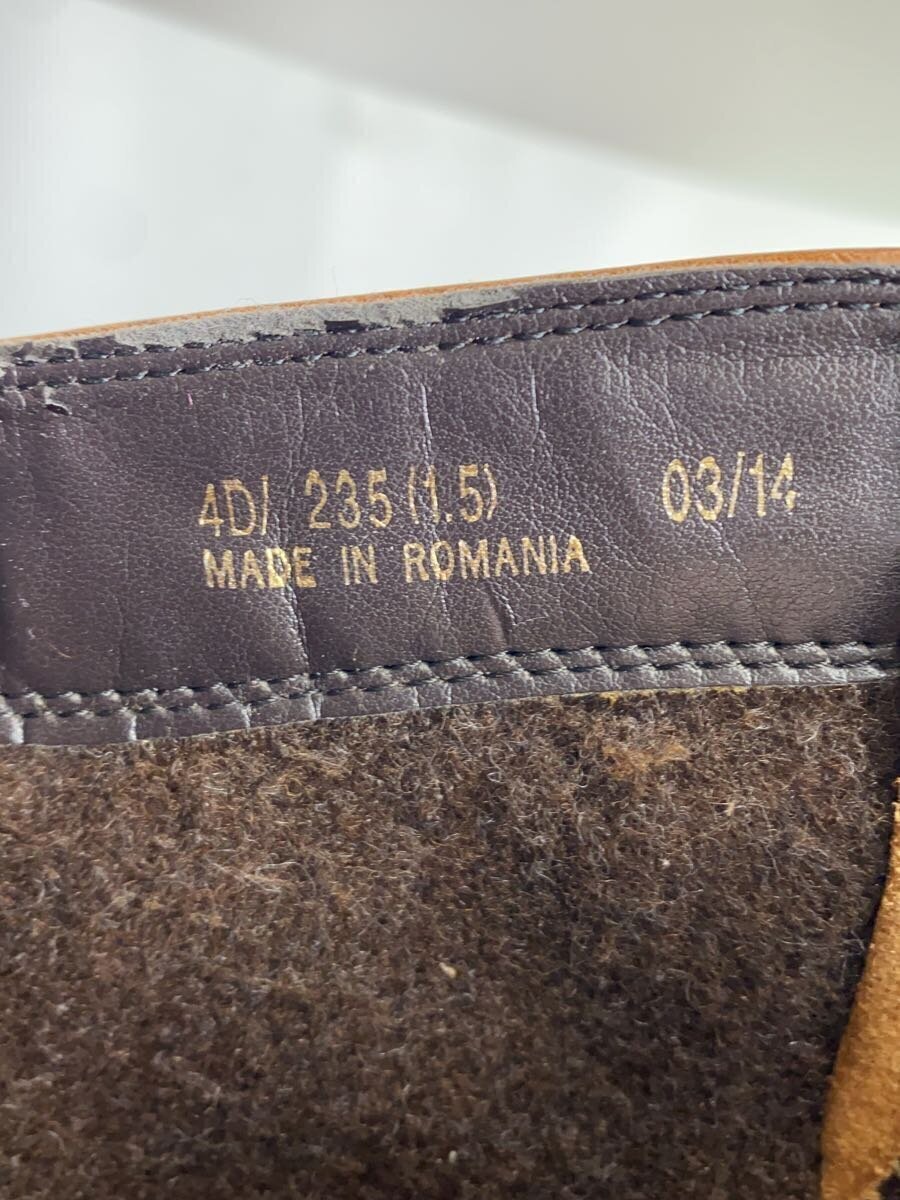 4D/ 235 (1.5) 03/14
MADE IN ROMANIA